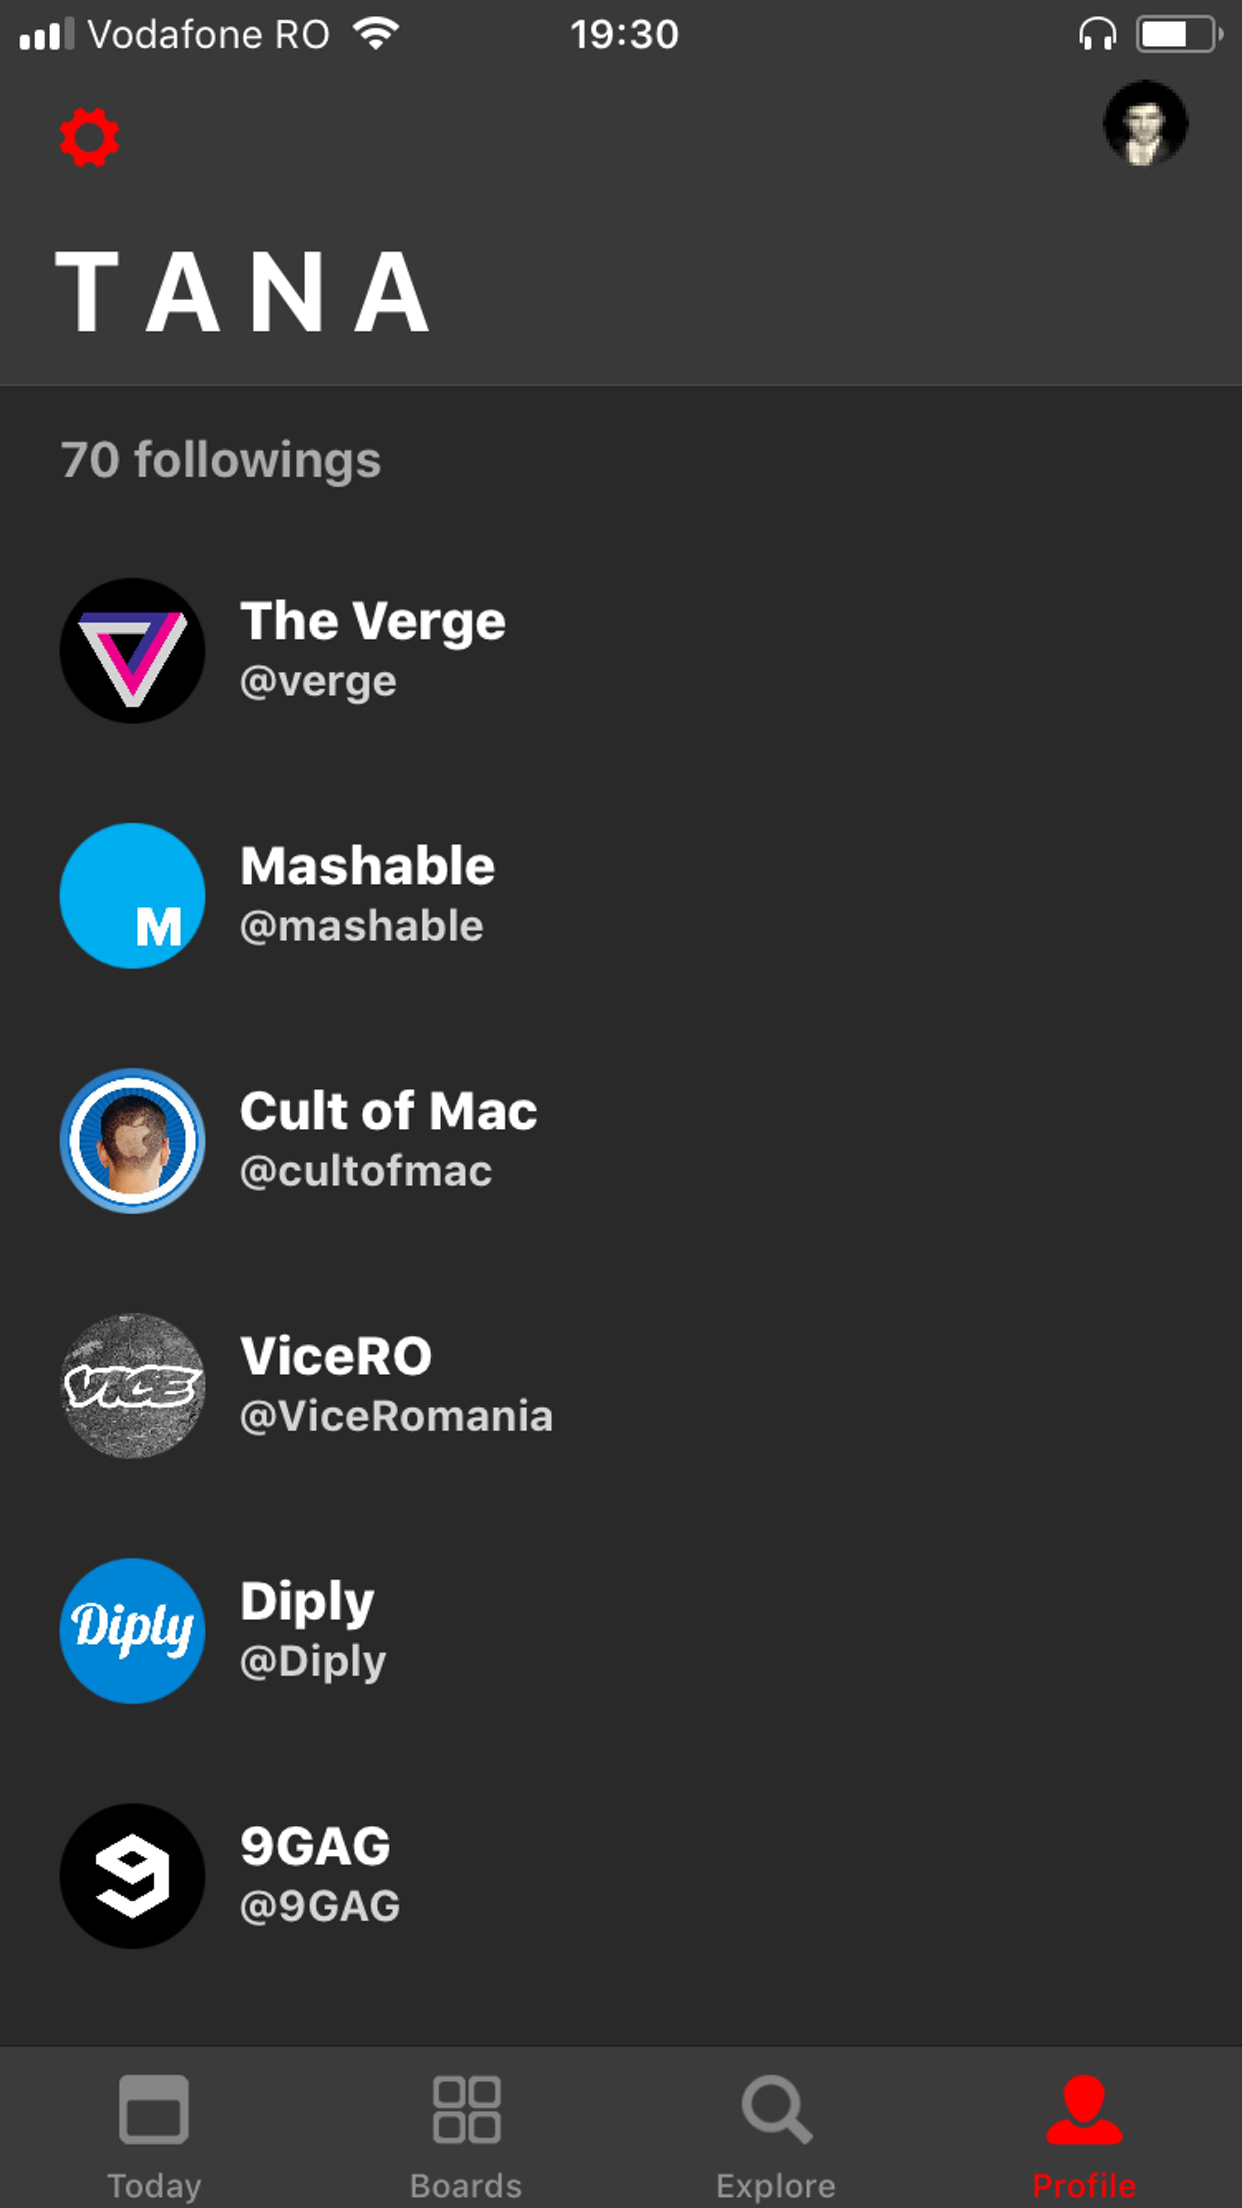 Vodafone RO 19:30
TANA
70 followings
The Verge
@verge
M
Mashable
@mashable
Cult of Mac
@cultofmac
VICE
ViceRO
@ViceRomania
Diply
Diply
@Diply
9
9GAG
@9GAG
Today Boards Explore Profile